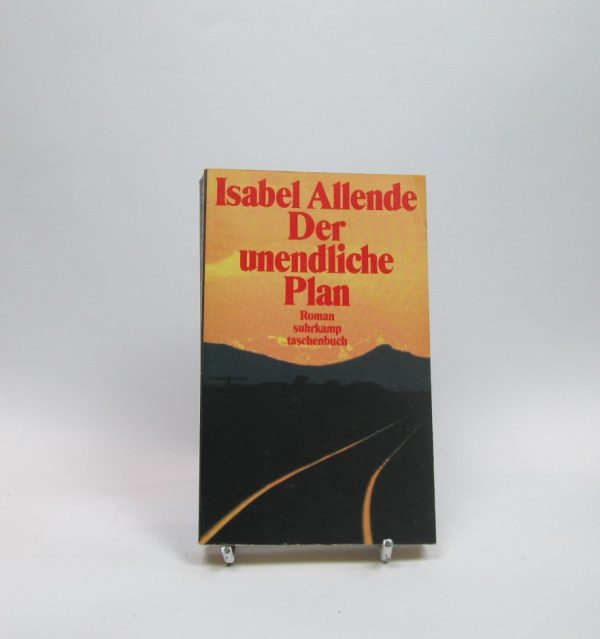 Isabel Allende
Der
unendliche
Plan
Roman
suhrkamp
taschenbuch